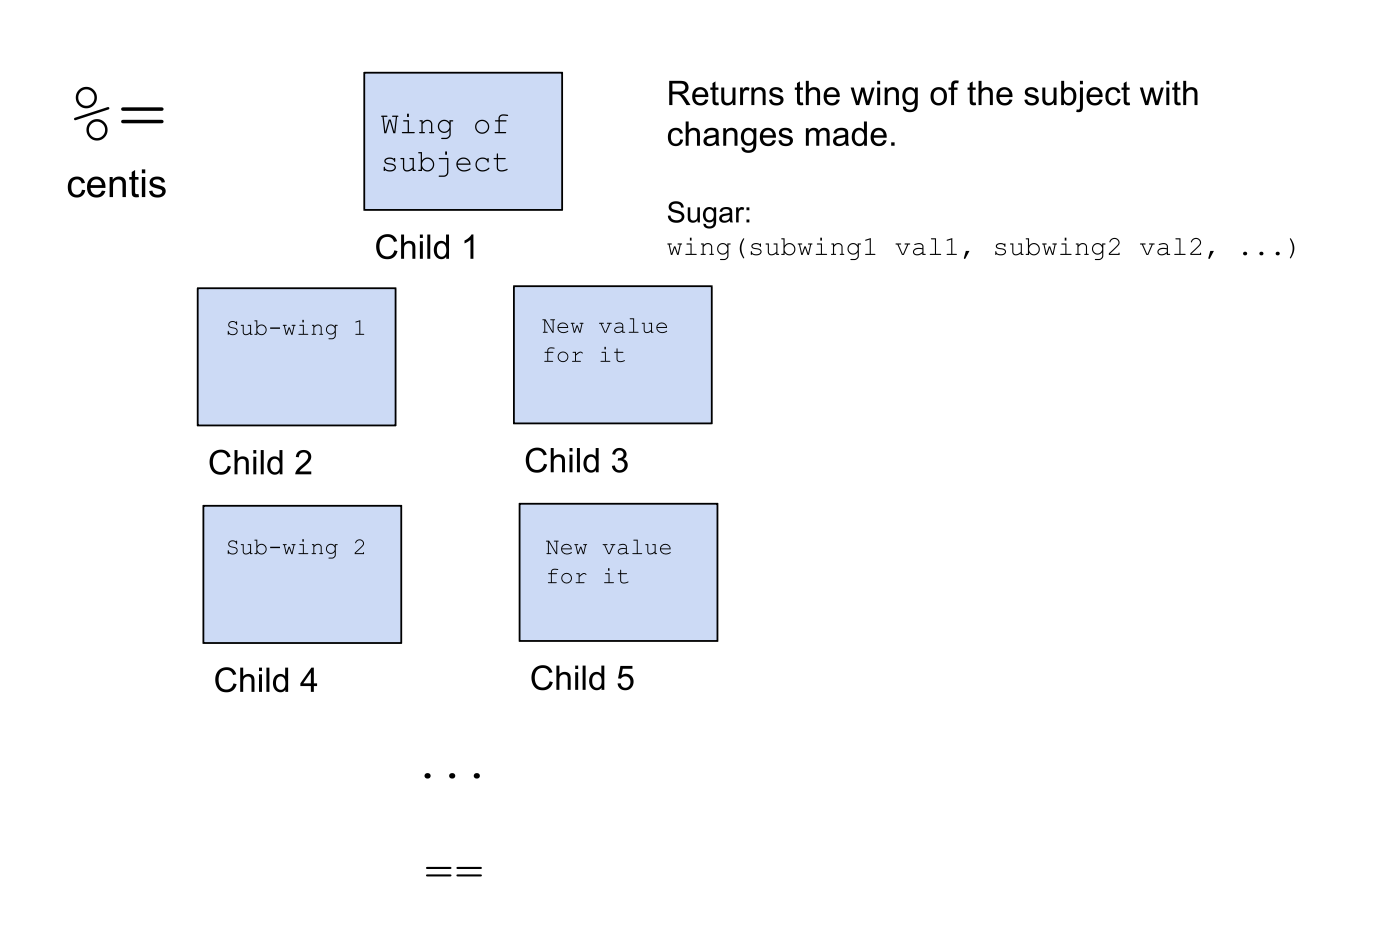 %=
centis
Wing of
subject
Child 1
Returns the wing of the subject with
changes made.
Sugar:
wing(subwing1 val1, subwing2 val2, ...)
Sub-wing 1
Child 2
New value
for it
Child 3
Sub-wing 2
Child 4
New value
for it
Child 5
...
==